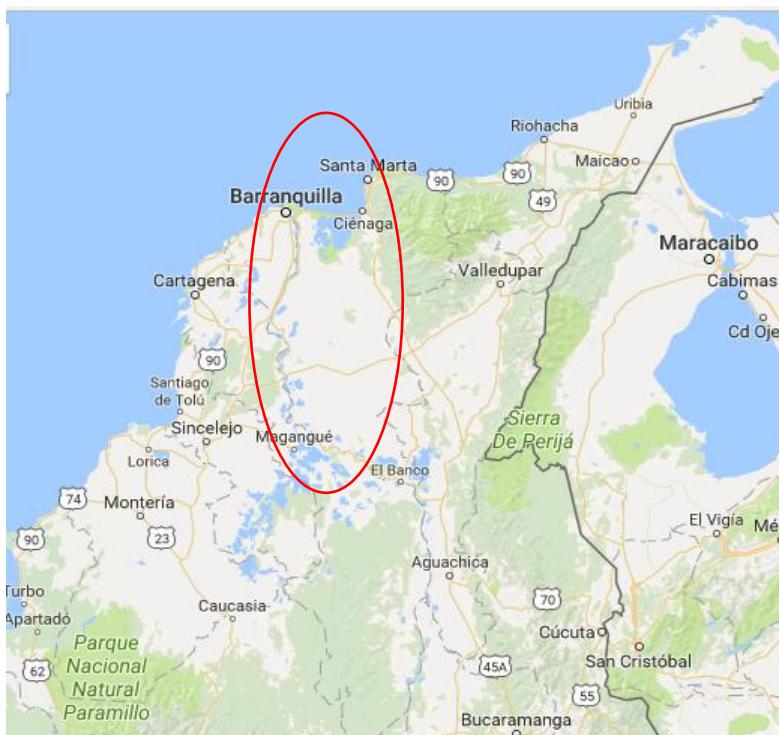 Uribia
Riohacha
Maicao
Santa Marta
90
90
49
Barranquilla
Ciénaga
Maracaibo
Valledupar
Cabimas
Cartagena
Cd Oje
90
Santiago
de Tolú
Sincelejo
Magangué
Sierra
De Perijá
Lorica
El Banco
74
Montería
El Vigía
Mé
90
23
Aguachica
Turbo
Caucasia
70
Apartadó
Cúcuta
Parque
Nacional
Natural
Paramillo
62
45A
San Cristóbal
55
Bucaramanga